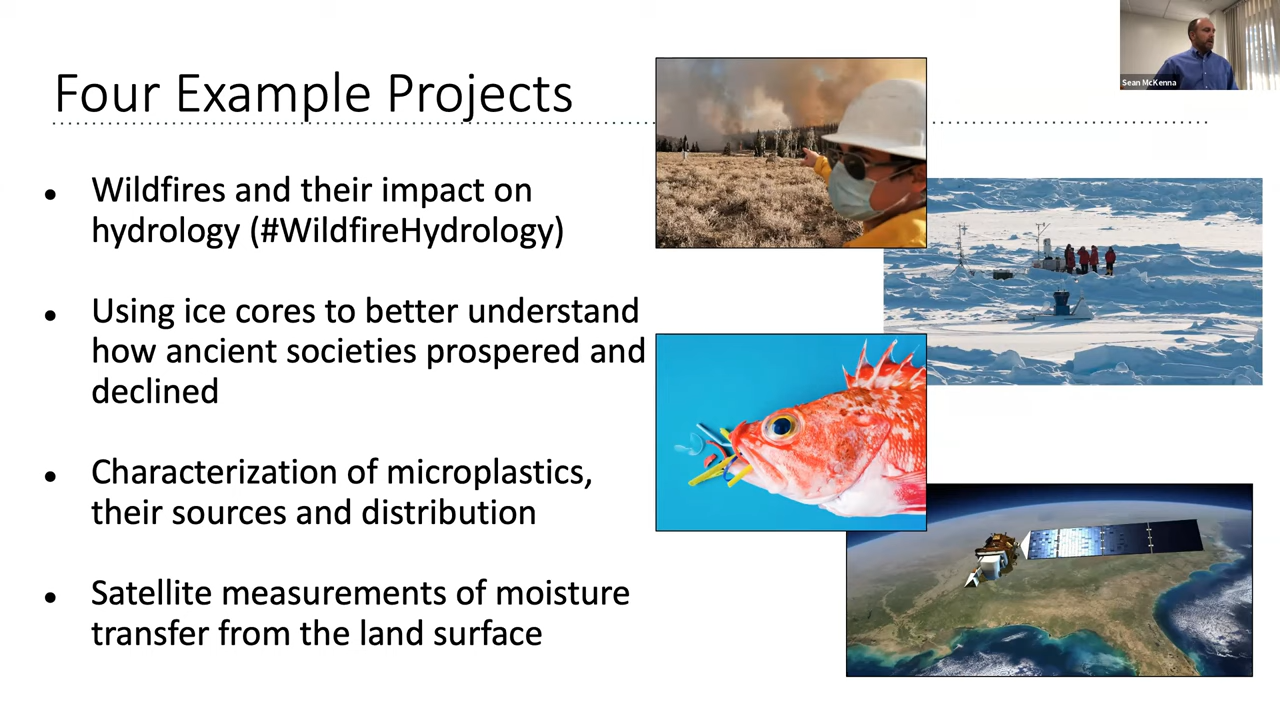 Four Example Projects
Sean McKenna
• Wildfires and their impact on
hydrology (#WildfireHydrology)
• Using ice cores to better understand
how ancient societies prospered and
declined
• Characterization of microplastics,
their sources and distribution
• Satellite measurements of moisture
transfer from the land surface